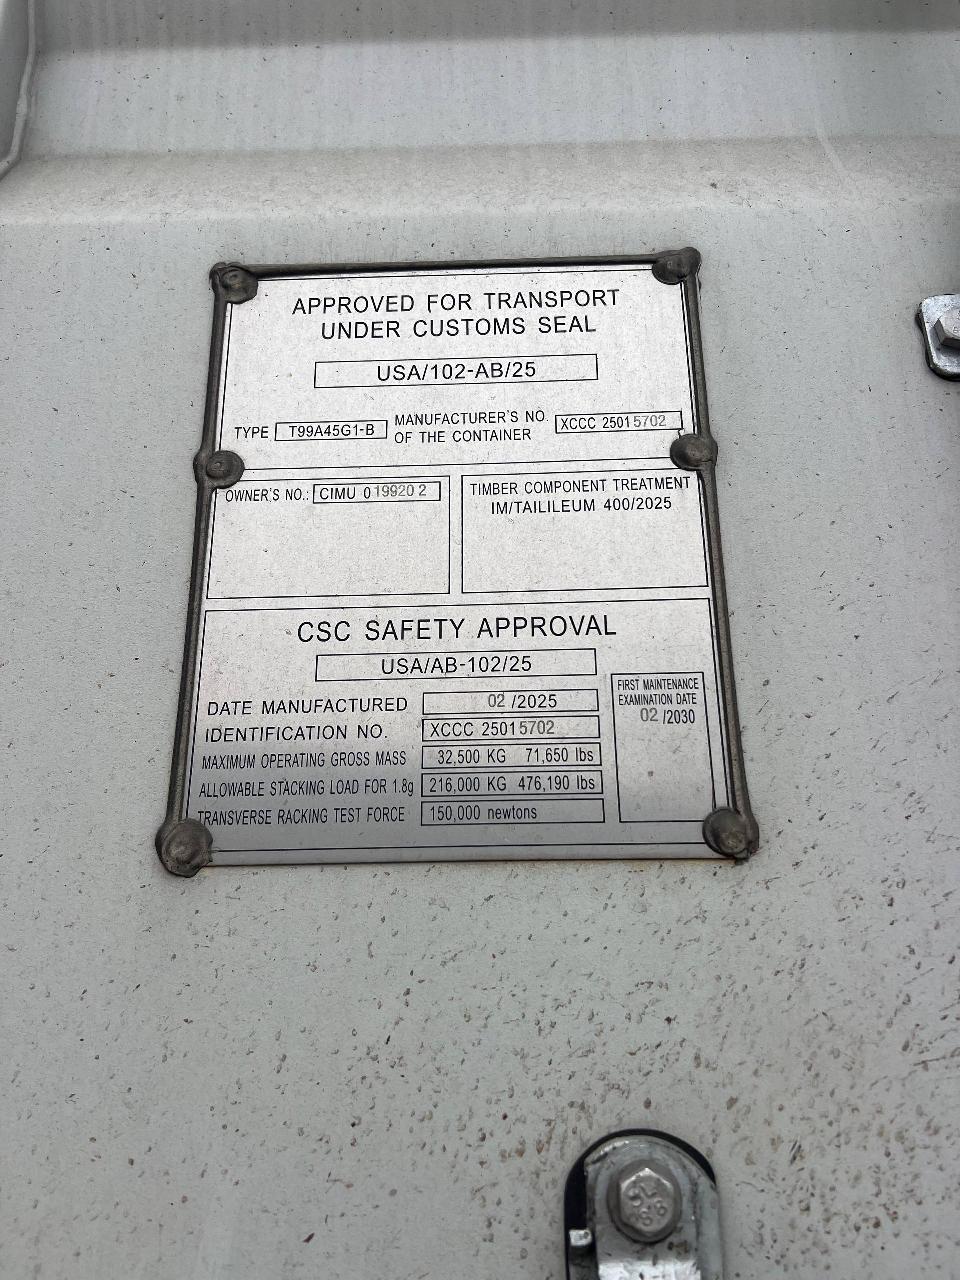 APPROVED FOR TRANSPORT
UNDER CUSTOMS SEAL
USA/102-AB/25
TYPE T99A45G1-B MANUFACTURER'S NO. OF THE CONTAINER XCCC 25015702
OWNER'S NO.: CIMU 019920 2
TIMBER COMPONENT TREATMENT
IM/TAILILEUM 400/2025
CSC SAFETY APPROVAL
USA/AB-102/25
DATE MANUFACTURED 02 /2025
IDENTIFICATION NO. XCCC 25015702
MAXIMUM OPERATING GROSS MASS 32,500 KG 71,650 lbs
ALLOWABLE STACKING LOAD FOR 1.8g 216,000 KG 476,190 lbs
TRANSVERSE RACKING TEST FORCE 150,000 newtons
FIRST MAINTENANCE
EXAMINATION DATE
02 /2030